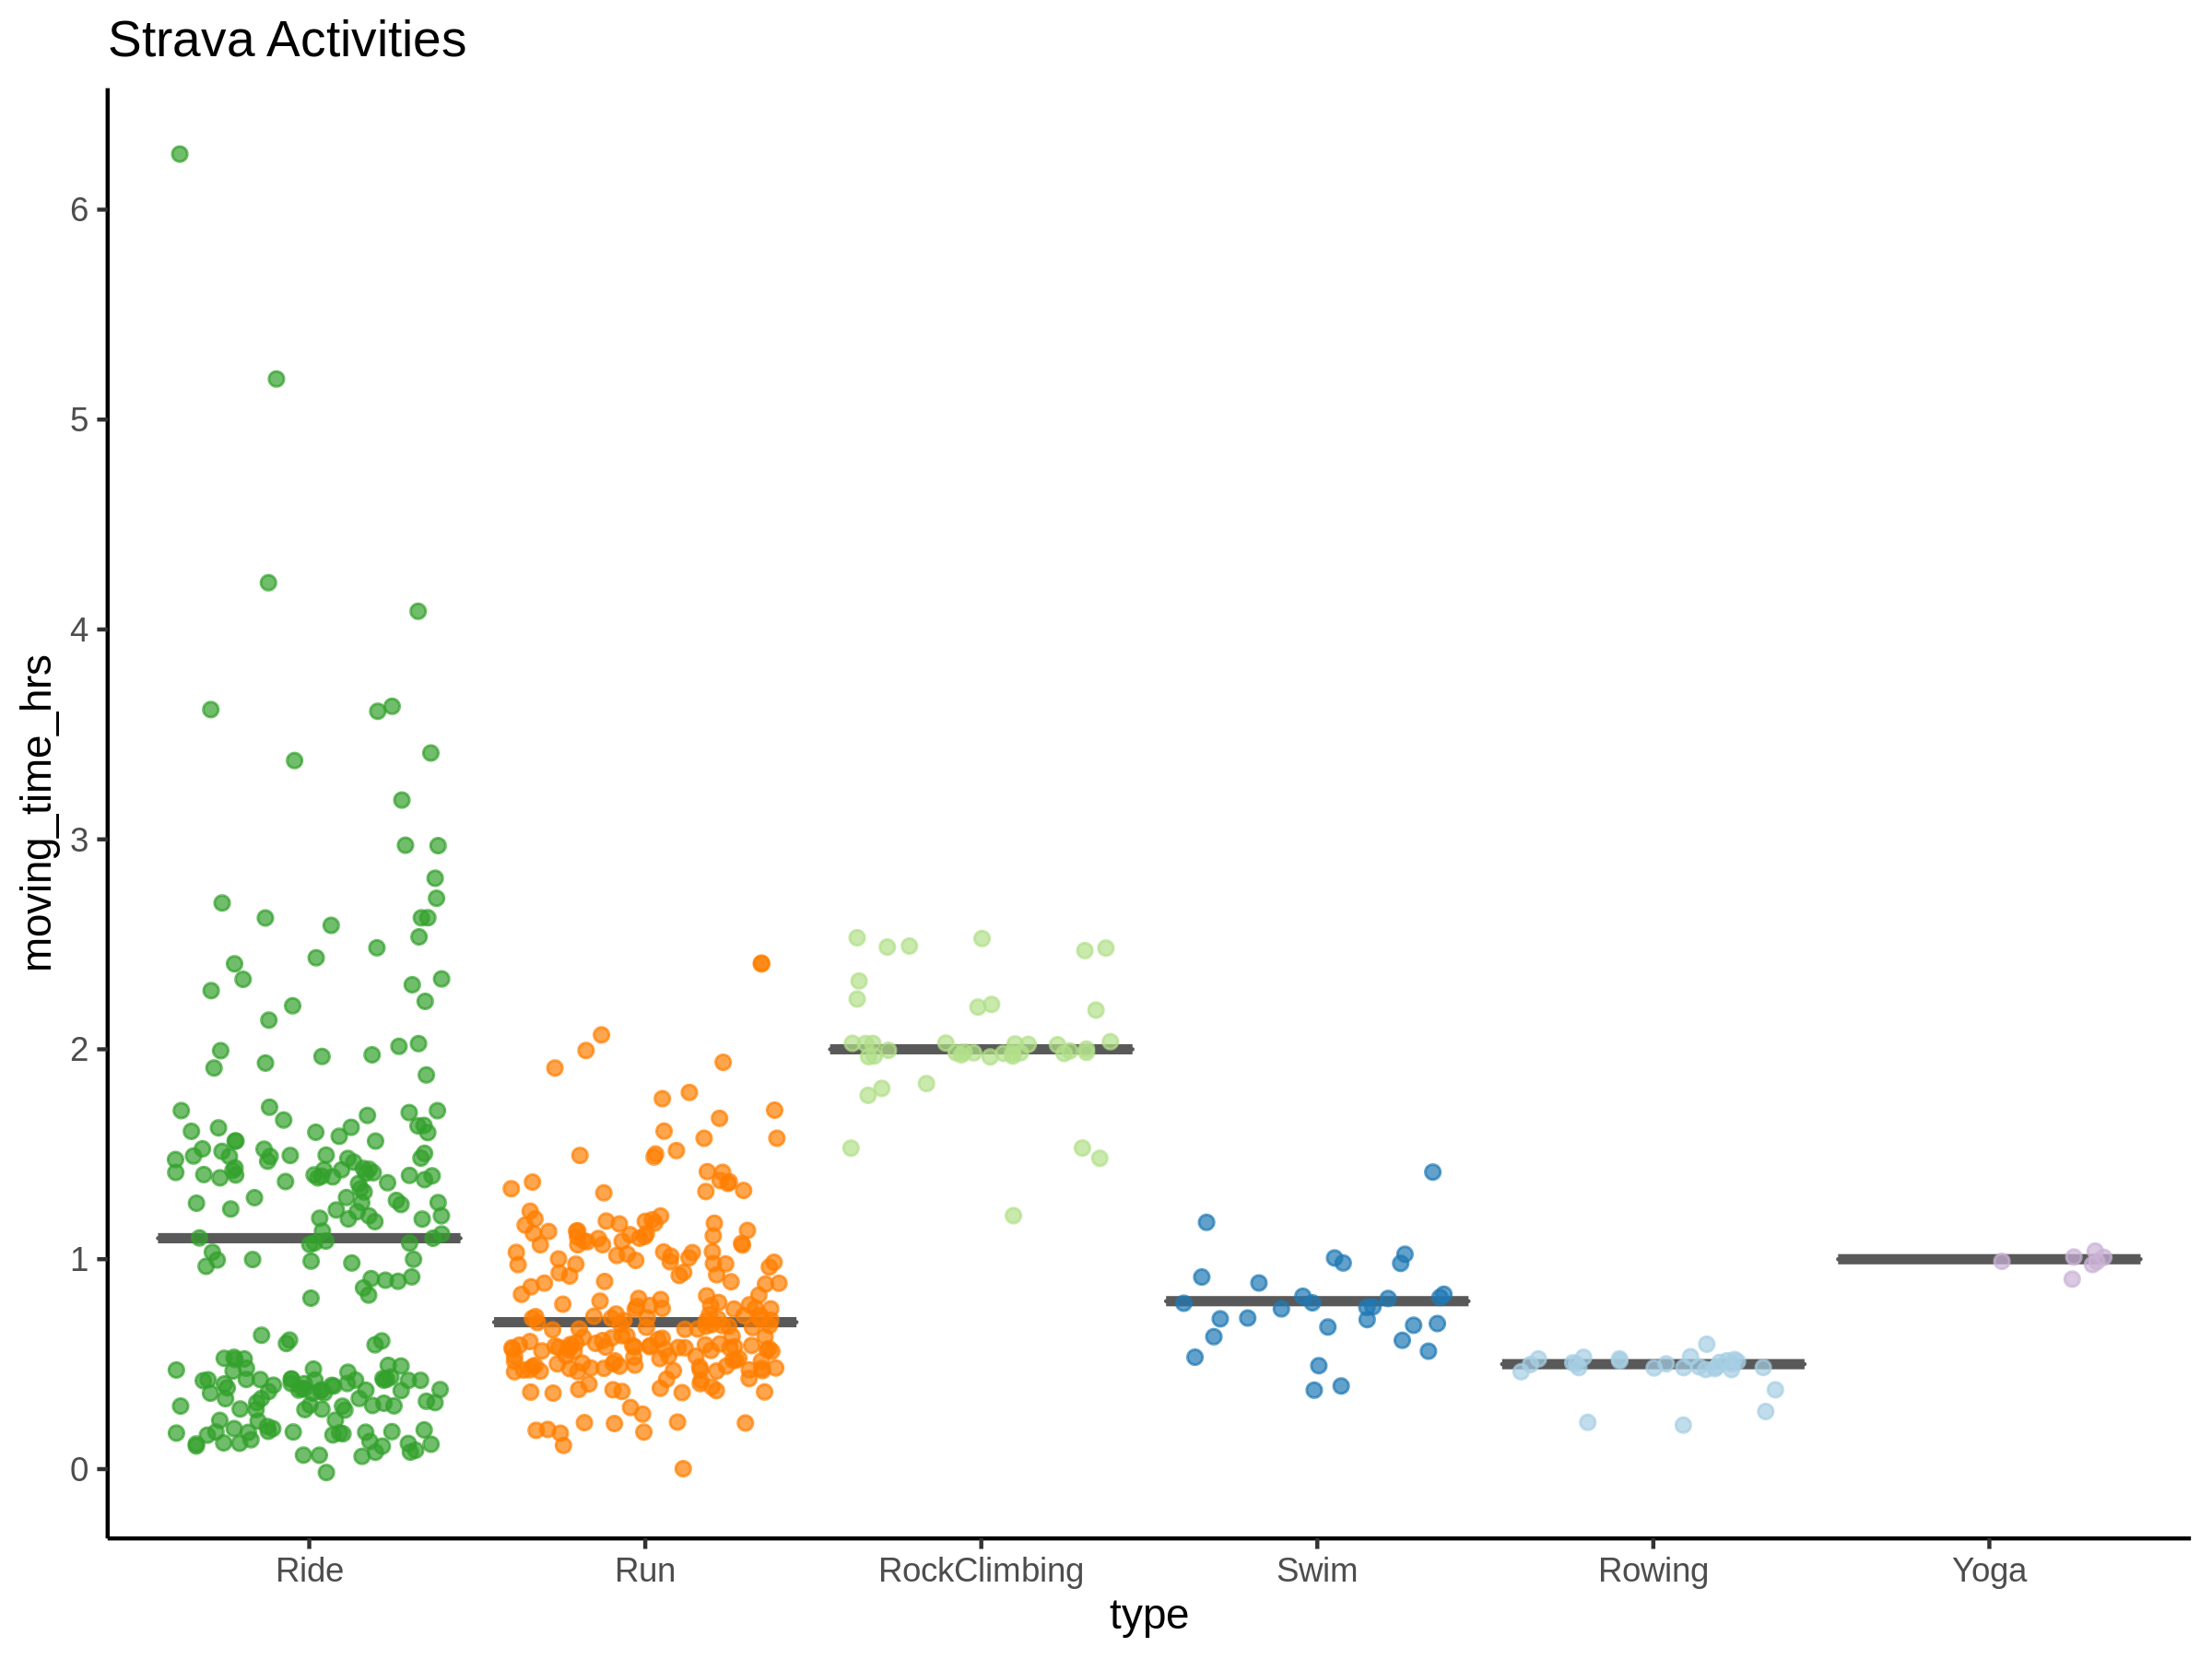 Strava Activities
moving_time_hrs
6
5
4
3
2
1
0
Ride
Run
RockClimbing
Swim
Rowing
Yoga
type